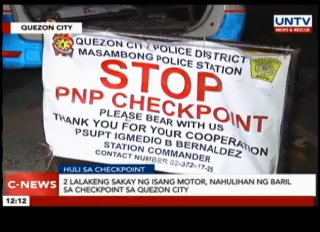 QUEZON CITY
UNTV
NEWS & RESCUE
QUEZON CITY POLICE DISTRICT
MASAMBONG POLICE STATION
STOP
PNP CHECKPOINT
PLEASE BEAR WITH US
THANK YOU FOR YOUR COOPERATION
PSUPT IGMEDIO B BERNALDEZ
STATION COMMANDER
CONTACT NUMBER 02-372-17-25
HULI SA CHECKPOINT
C-NEWS
2 LALAKENG SAKAY NG ISANG MOTOR, NAHULIHAN NG BARIL
SA CHECKPOINT SA QUEZON CITY
12:12